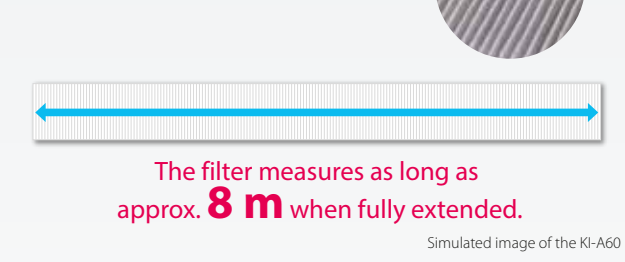 The filter measures as long as
approx. 8 m when fully extended.
Simulated image of the KI-A60